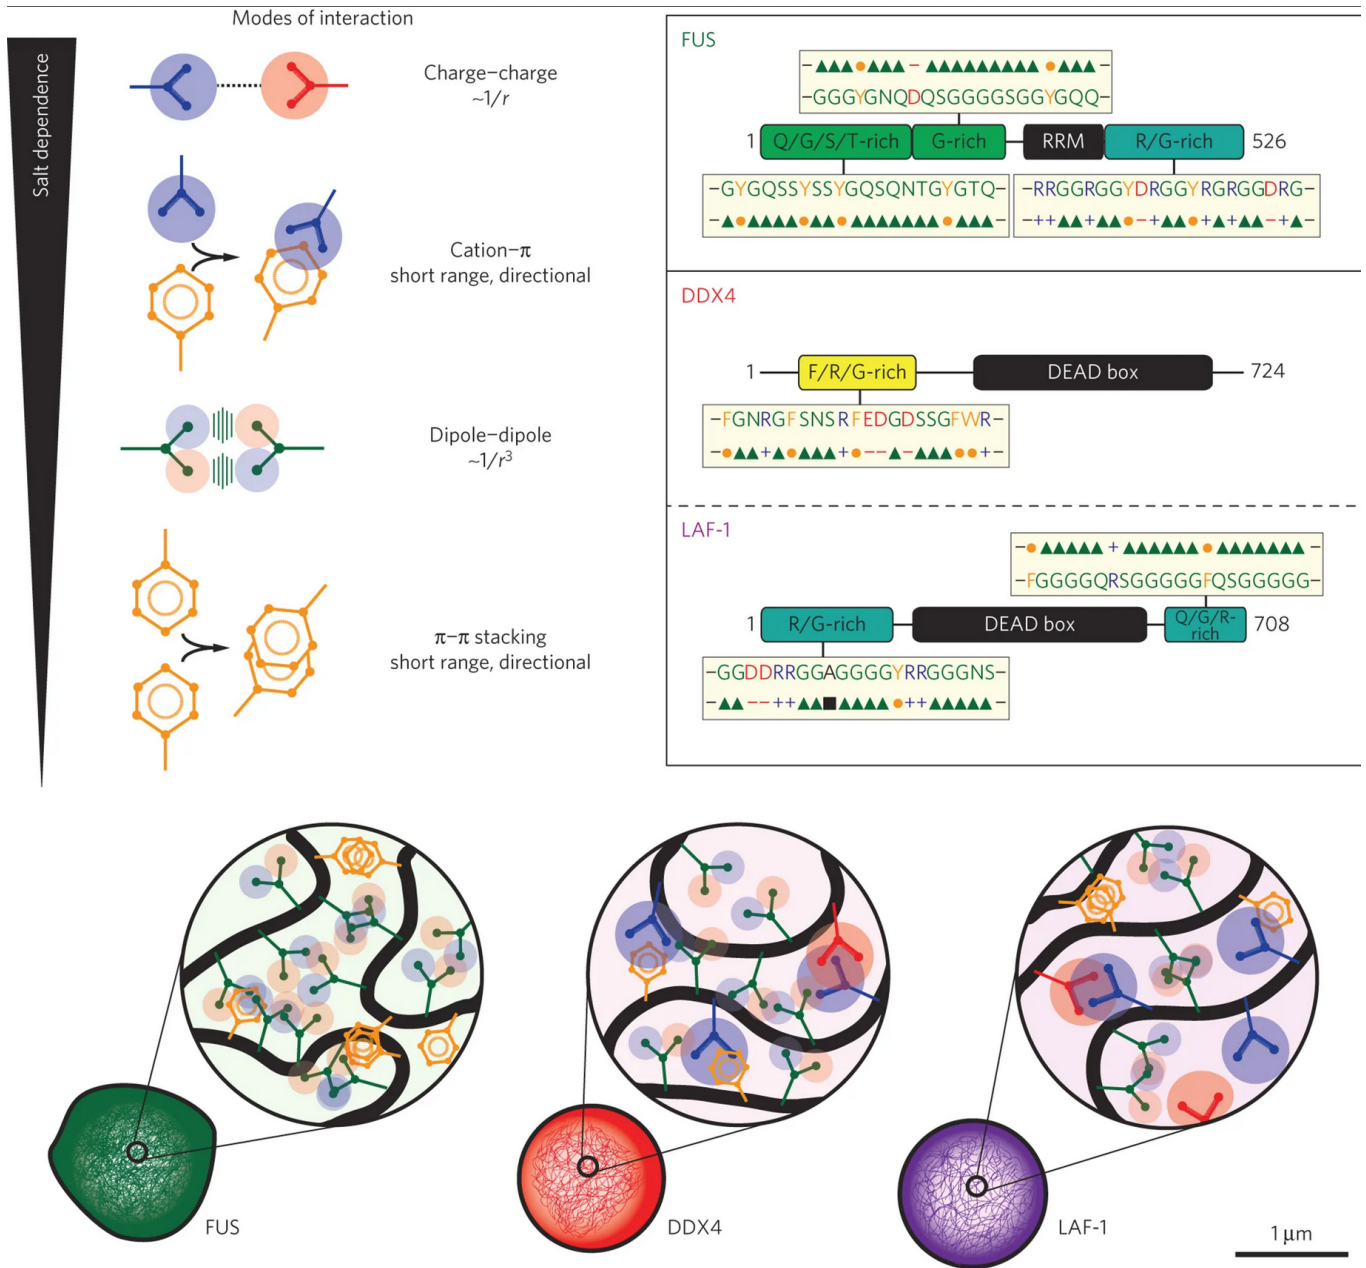 Modes of interaction
Salt dependence
Charge–charge
~1/r
Cation–π
short range, directional
Dipole–dipole
~1/r³
π–π stacking
short range, directional
FUS
–GGGYGNQDQSGGGGSGGYGQQ–
1 Q/G/S/T-rich G-rich RRM R/G-rich 526
–GYGQSSYSSYGQSQNTGYGTQ–
–RRGGRGGYDRGGYRGRGGDRG–
DDX4
1 F/R/G-rich DEAD box 724
–FGNRGFSNSRFEDGDSSGFWR–
LAF-1
–FGGGGQRSGGGGGFQSGGGGG–
1 R/G-rich DEAD box Q/G/R-
rich 708
–GGDDRRGGAGGGGYRRGGGNS–
FUS
DDX4
LAF-1
1 μm